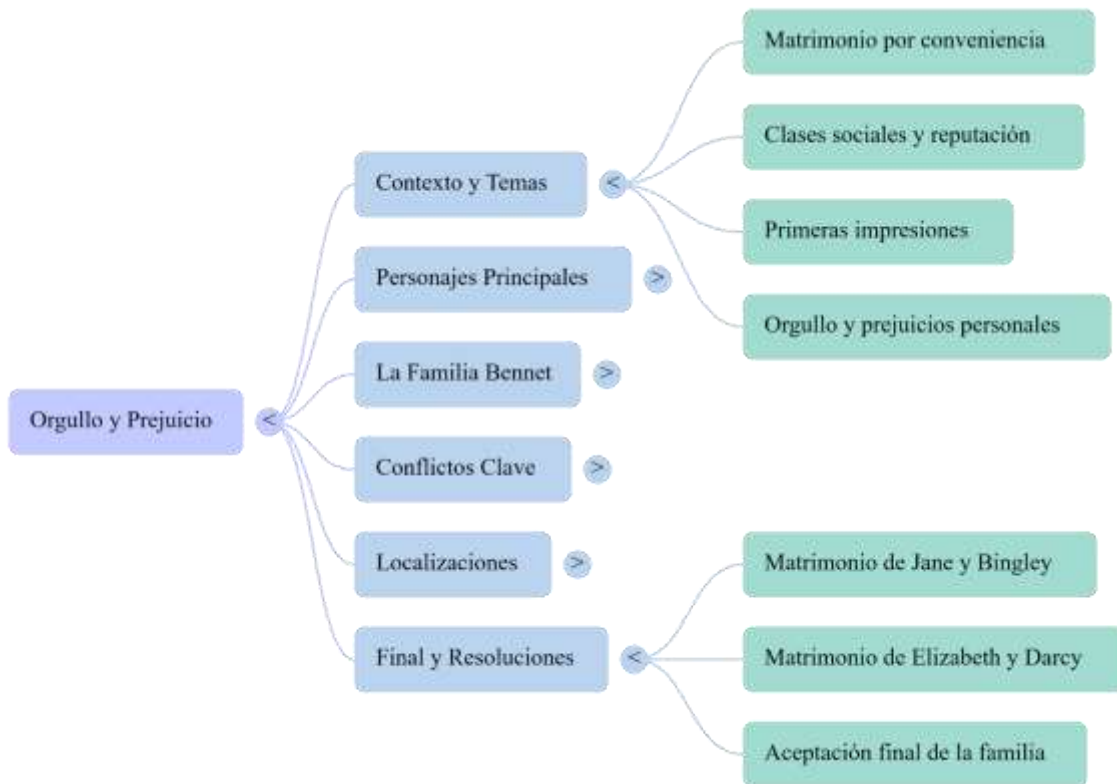 Orgullo y Prejuicio
<
Contexto y Temas
<
Matrimonio por conveniencia
Clases sociales y reputación
Primeras impresiones
Orgullo y prejuicios personales
Personajes Principales
>
La Familia Bennet
>
Conflictos Clave
>
Localizaciones
>
Final y Resoluciones
<
Matrimonio de Jane y Bingley
Matrimonio de Elizabeth y Darcy
Aceptación final de la familia